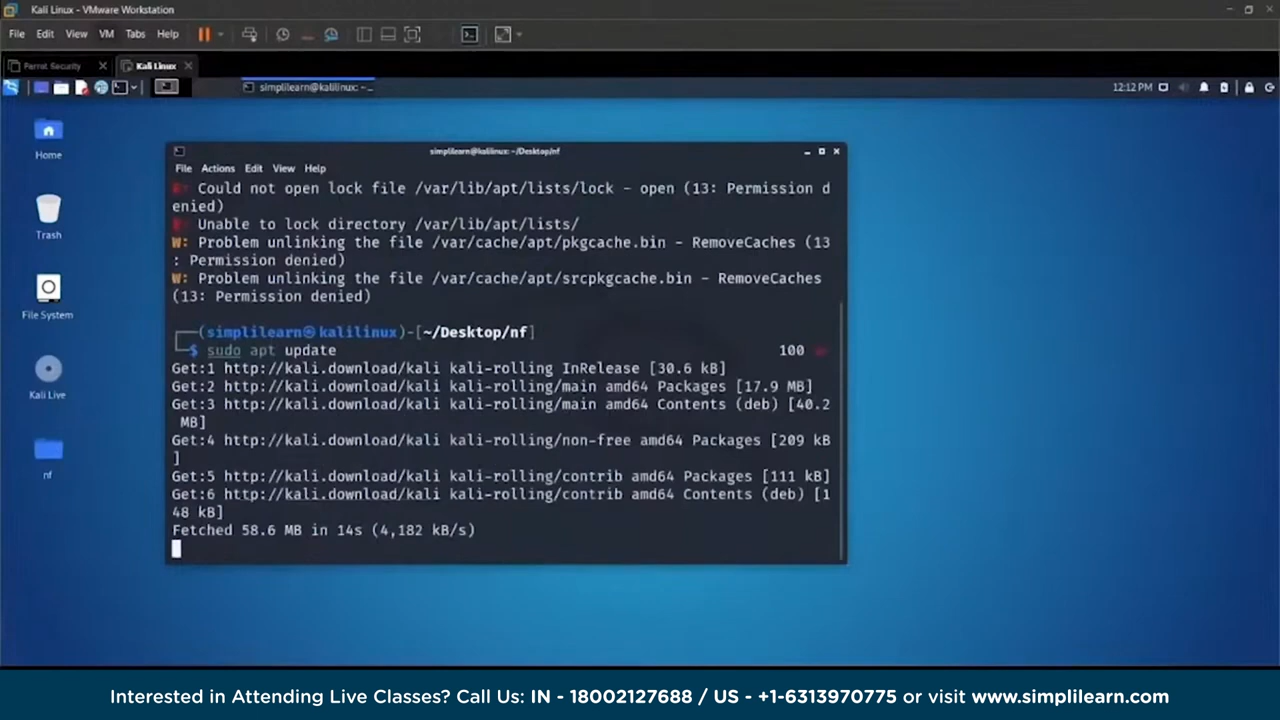 Kali Linux - VMware Workstation
File Edit View VM Tabs Help
Parrot Security Kali Linux
simplilearn@kalilinux: ~... 12:12 PM
Home
Trash
File System
Kali Live
nf
simplilearn@kalilinux: ~/Desktop/nf
File Actions Edit View Help
Could not open lock file /var/lib/apt/lists/lock - open (13: Permission d
enied)
Unable to lock directory /var/lib/apt/lists/
W: Problem unlinking the file /var/cache/apt/pkgcache.bin - RemoveCaches (13
: Permission denied)
W: Problem unlinking the file /var/cache/apt/srcpkgcache.bin - RemoveCaches
(13: Permission denied)
┌──(simplilearn㉿kalilinux)-[~/Desktop/nf]
└─$ sudo apt update 100
Get:1 http://kali.download/kali kali-rolling InRelease [30.6 kB]
Get:2 http://kali.download/kali kali-rolling/main amd64 Packages [17.9 MB]
Get:3 http://kali.download/kali kali-rolling/main amd64 Contents (deb) [40.2
MB]
Get:4 http://kali.download/kali kali-rolling/non-free amd64 Packages [209 kB
]
Get:5 http://kali.download/kali kali-rolling/contrib amd64 Packages [111 kB]
Get:6 http://kali.download/kali kali-rolling/contrib amd64 Contents (deb) [1
48 kB]
Fetched 58.6 MB in 14s (4,182 kB/s)
Interested in Attending Live Classes? Call Us: IN - 18002127688 / US - +1-6313970775 or visit www.simplilearn.com